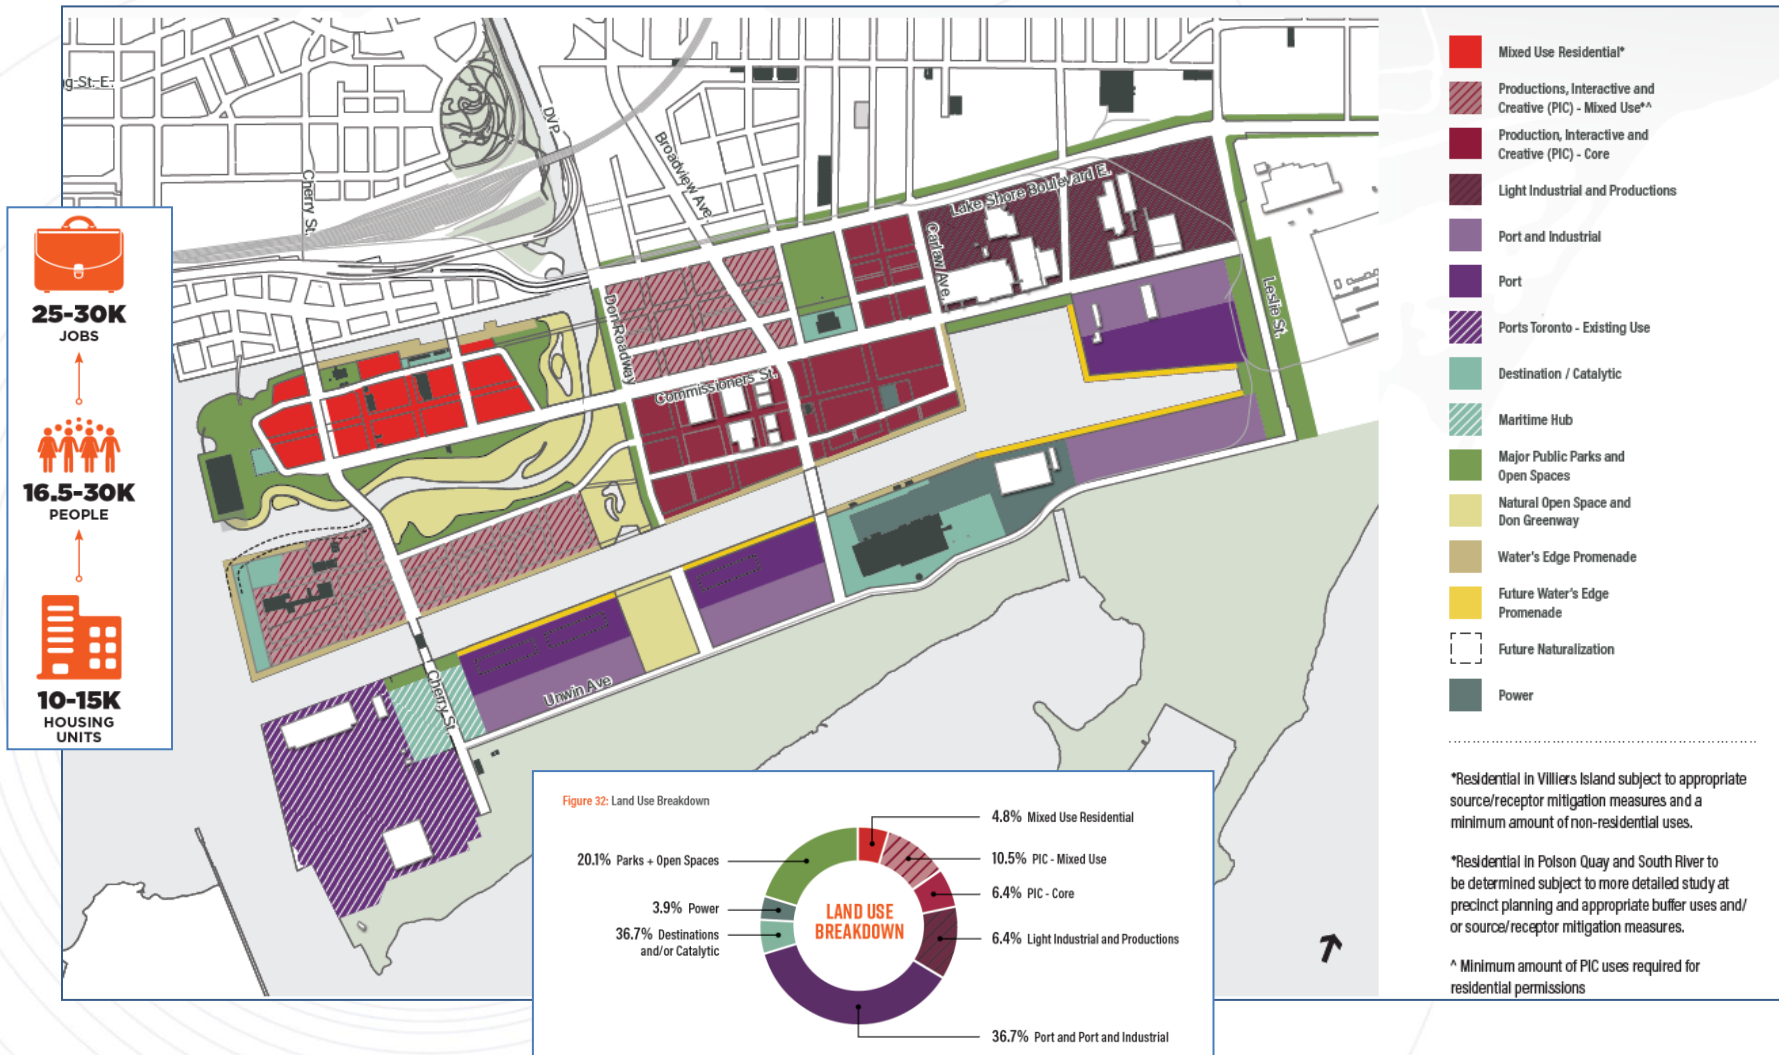 g St. E.
Cherry St.
DVP
Broadview Ave.
Lake Shore Boulevard E.
Carlaw Ave.
Leslie St.
Don Roadway
Commissioners St.
Cherry St.
Unwin Ave
25-30K
JOBS
16.5-30K
PEOPLE
10-15K
HOUSING
UNITS
Mixed Use Residential*
Productions, Interactive and
Creative (PIC) - Mixed Use*^
Production, Interactive and
Creative (PIC) - Core
Light Industrial and Productions
Port and Industrial
Port
Ports Toronto - Existing Use
Destination / Catalytic
Maritime Hub
Major Public Parks and
Open Spaces
Natural Open Space and
Don Greenway
Water's Edge Promenade
Future Water's Edge
Promenade
Future Naturalization
Power
*Residential in Villiers Island subject to appropriate
source/receptor mitigation measures and a
minimum amount of non-residential uses.
*Residential in Polson Quay and South River to
be determined subject to more detailed study at
precinct planning and appropriate buffer uses and/
or source/receptor mitigation measures.
^ Minimum amount of PIC uses required for
residential permissions
Figure 32: Land Use Breakdown
LAND USE
BREAKDOWN
4.8% Mixed Use Residential
10.5% PIC - Mixed Use
6.4% PIC - Core
6.4% Light Industrial and Productions
36.7% Port and Port and Industrial
20.1% Parks + Open Spaces
3.9% Power
36.7% Destinations
and/or Catalytic